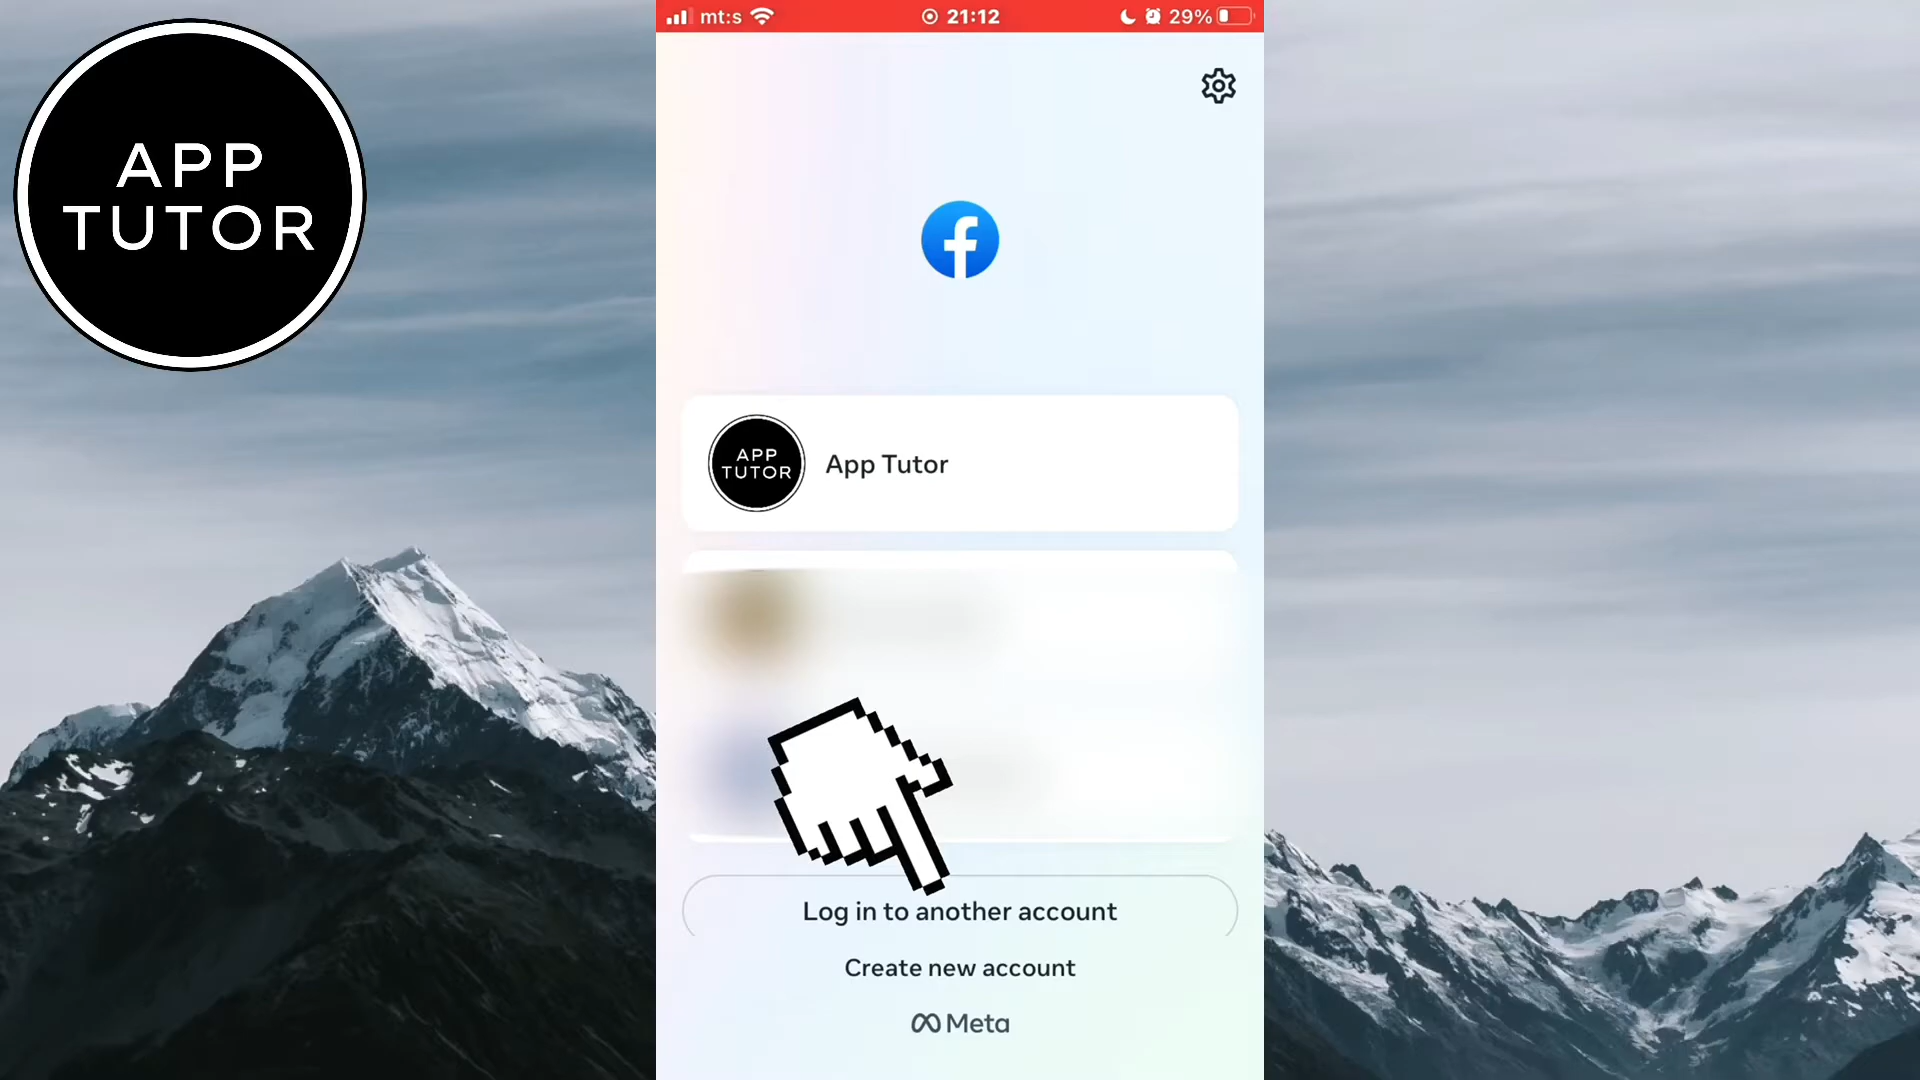 APP
TUTOR
mt:s
21:12
29%
APP
TUTOR
App Tutor
Log in to another account
Create new account
Meta